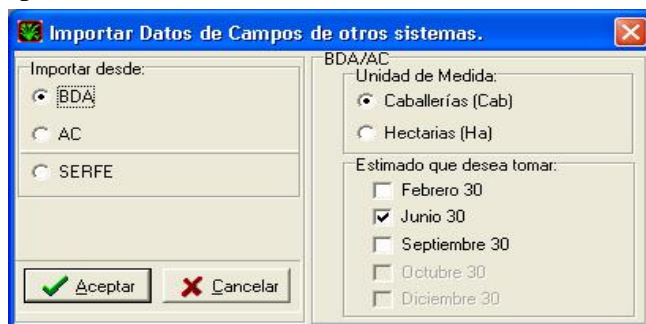 Importar Datos de Campos de otros sistemas.
Importar desde:
BDA
AC
SERFE
Aceptar
Cancelar
BDA/AC
Unidad de Medida:
Caballerías (Cab)
Hectarias (Ha)
Estimado que desea tomar:
Febrero 30
Junio 30
Septiembre 30
Octubre 30
Diciembre 30